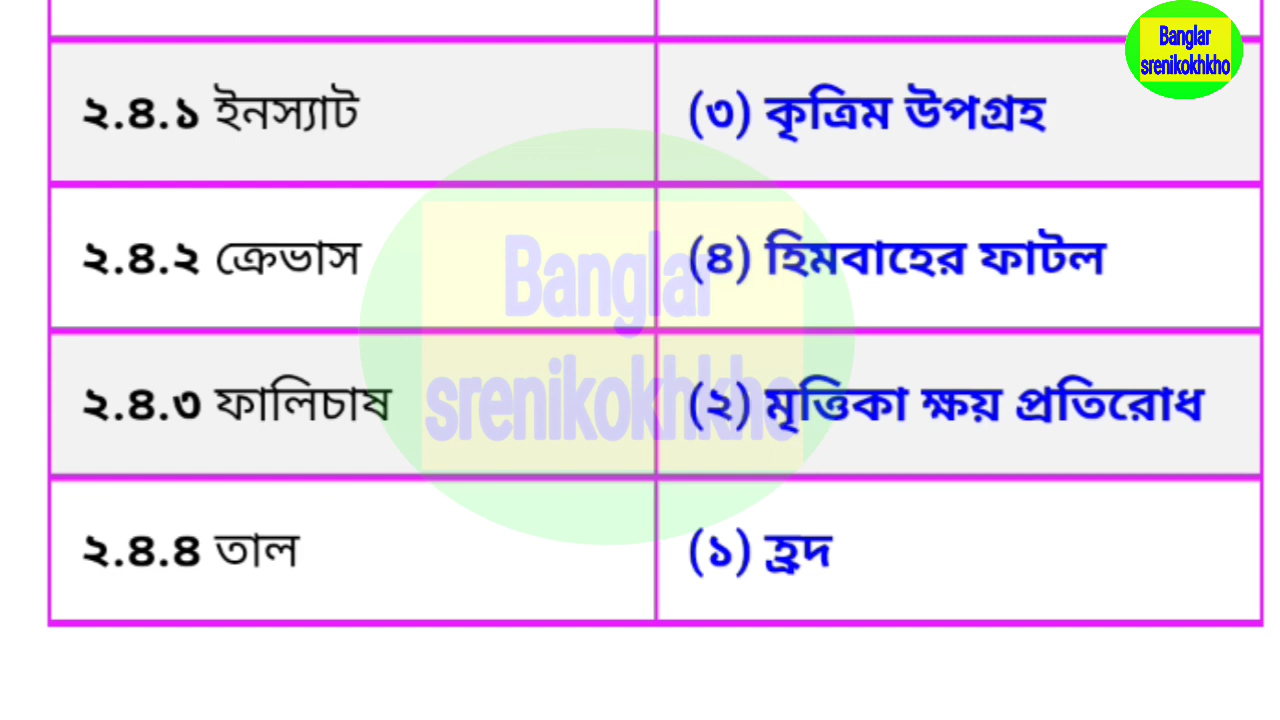 Banglar
srenikokhkho
২.৪.১ ইনস্যাট (৩) কৃত্রিম উপগ্রহ
২.৪.২ ক্রেভাস (৪) হিমবাহের ফাটল
Banglar
srenikokhkho
২.৪.৩ ফালিচাষ (২) মৃত্তিকা ক্ষয় প্রতিরোধ
২.৪.৪ তাল (১) হ্রদ